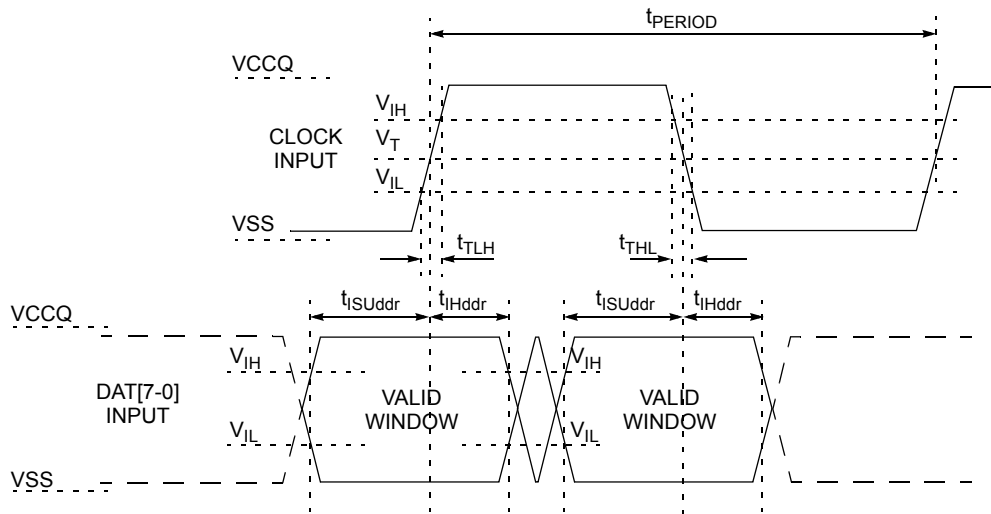 tPERIOD
VCCQ
VIH
CLOCK
INPUT
VT
VIL
VSS
tTLH
tTHL
tISUddr
tIHddr
tISUddr
tIHddr
VCCQ
VIH
VIH
DAT[7-0]
INPUT
VALID
WINDOW
VALID
WINDOW
VIL
VIL
VSS